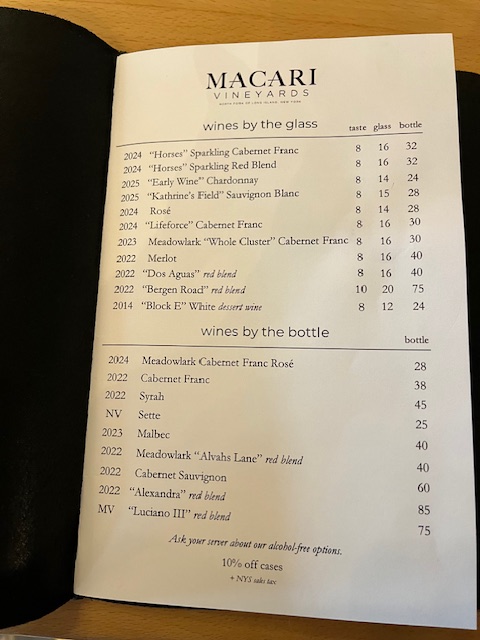 MACARI
VINEYARDS
NORTH FORK OF LONG ISLAND, NEW YORK
wines by the glass taste glass bottle
2024 "Horses" Sparkling Cabernet Franc 8 16 32
2024 "Horses" Sparkling Red Blend 8 16 32
2025 "Early Wine" Chardonnay 8 14 24
2025 "Kathrine's Field" Sauvignon Blanc 8 15 28
2024 Rosé 8 14 28
2024 "Lifeforce" Cabernet Franc 8 16 30
2023 Meadowlark "Whole Cluster" Cabernet Franc 8 16 30
2022 Merlot 8 16 40
2022 "Dos Aguas" red blend 8 16 40
2022 "Bergen Road" red blend 10 20 75
2014 "Block E" White dessert wine 8 12 24
wines by the bottle bottle
2024 Meadowlark Cabernet Franc Rosé 28
2022 Cabernet Franc 38
2022 Syrah 45
NV Sette 25
2023 Malbec 40
2022 Meadowlark "Alvahs Lane" red blend 40
2022 Cabernet Sauvignon 60
2022 "Alexandra" red blend 85
MV "Luciano III" red blend 75
Ask your server about our alcohol-free options.
10% off cases
+ NYS sales tax